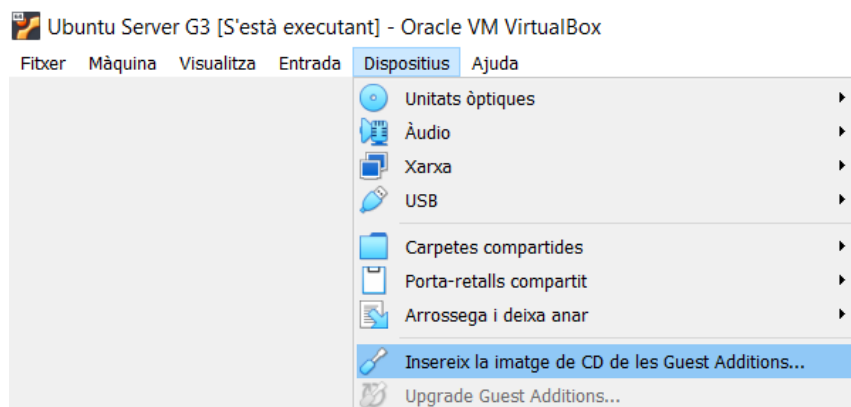 Ubuntu Server G3 [S'està executant] - Oracle VM VirtualBox
Fitxer Màquina Visualitza Entrada Dispositius Ajuda
Unitats òptiques
Àudio
Xarxa
USB
Carpetes compartides
Porta-retalls compartit
Arrossega i deixa anar
Insereix la imatge de CD de les Guest Additions...
Upgrade Guest Additions...